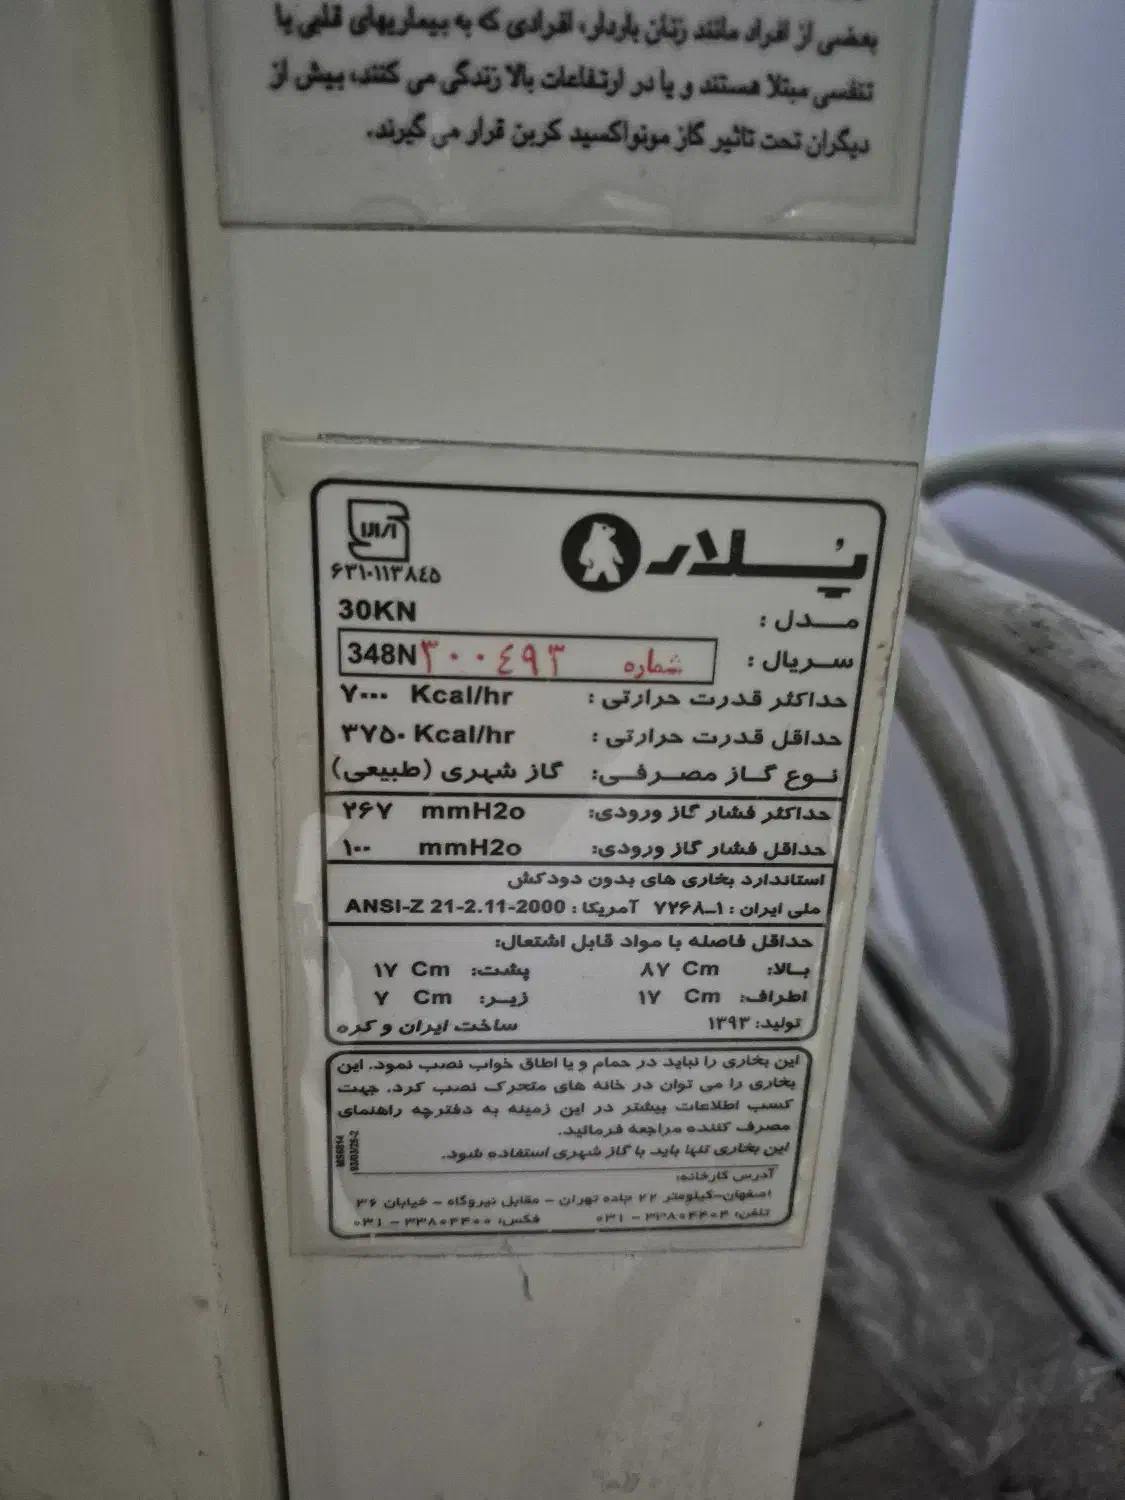 بعضی از افراد مانند زنان باردار، افرادی که به بیماریهای قلبی یا
تنفسی مبتلا هستند و یا در ارتفاعات بالا زندگی می کنند، بیش از
دیگران تحت تاثیر گاز مونواکسید کربن قرار می گیرند.
پلار
۶۳۱۰۱۱۳۸۴۵
مدل : 30KN
سریال : 348N ۳۰۰۴۹۳ شماره
حداکثر قدرت حرارتی : ۷۰۰۰ Kcal/hr
حداقل قدرت حرارتی : ۳۷۵۰ Kcal/hr
نوع گاز مصرفی: گاز شهری (طبیعی)
حداکثر فشار گاز ورودی: ۲۶۷ mmH2o
حداقل فشار گاز ورودی: ۱۰۰ mmH2o
استاندارد بخاری های بدون دودکش
ملی ایران : ۱-۷۲۶۸ آمریکا : ANSI-Z 21-2.11-2000
حداقل فاصله با مواد قابل اشتعال:
بالا: ۸۷ Cm پشت: ۱۷ Cm
اطراف: ۱۷ Cm زیر: ۷ Cm
تولید: ۱۳۹۳ ساخت ایران و کره
این بخاری را نباید در حمام و یا اطاق خواب نصب نمود. این
بخاری را می توان در خانه های متحرک نصب کرد. جهت
کسب اطلاعات بیشتر در این زمینه به دفترچه راهنمای
مصرف کننده مراجعه فرمائید.
این بخاری تنها باید با گاز شهری استفاده شود.
آدرس کارخانه:
اصفهان-کیلومتر ۲۲ جاده تهران - مقابل نیروگاه - خیابان ۳۶
تلفن: ۳۳۸۰۴۴۰۴ - ۰۳۱ فکس: ۳۳۸۰۴۴۰۰ - ۰۳۱